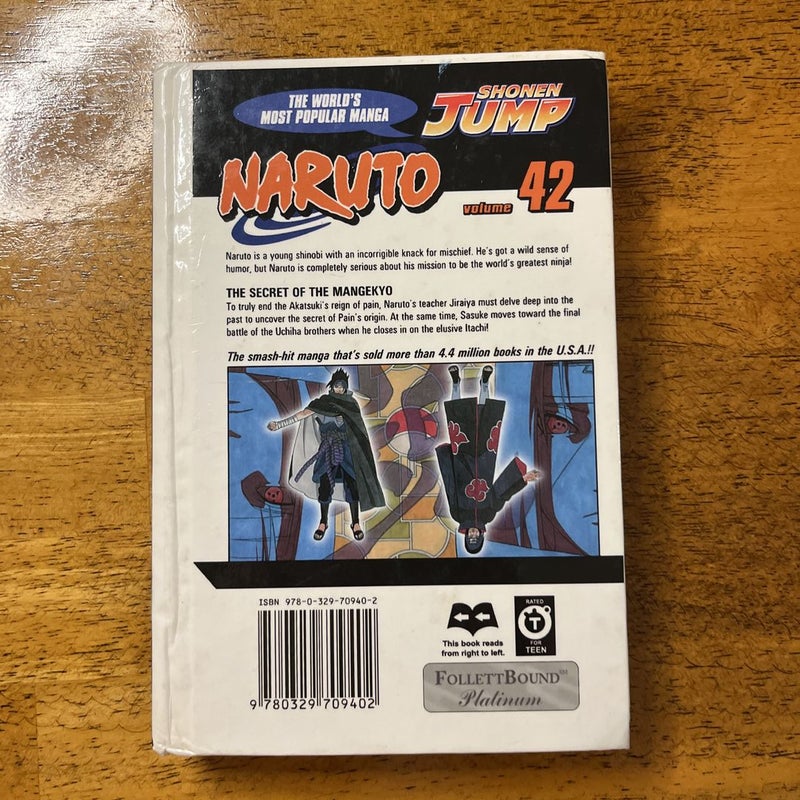 THE WORLD'S
MOST POPULAR MANGA
SHONEN
JUMP
NARUTO
volume 42
Naruto is a young shinobi with an incorrigible knack for mischief. He's got a wild sense of
humor, but Naruto is completely serious about his mission to be the world's greatest ninja!
THE SECRET OF THE MANGEKYO
To truly end the Akatsuki's reign of pain, Naruto's teacher Jiraiya must delve deep into the
past to uncover the secret of Pain's origin. At the same time, Sasuke moves toward the final
battle of the Uchiha brothers when he closes in on the elusive Itachi!
The smash-hit manga that's sold more than 4.4 million books in the U.S.A.!!
ISBN 978-0-329-70940-2
9 780329 709402
This book reads
from right to left.
RATED
T
FOR
TEEN
FOLLETTBOUND℠
Platinum